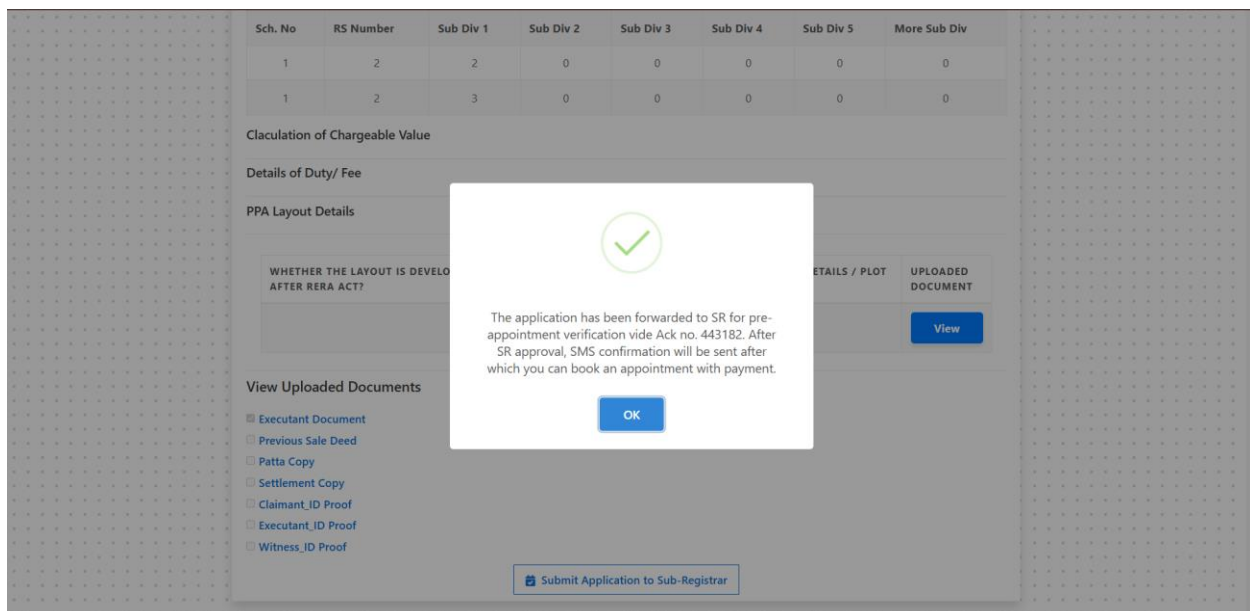 Sch. No RS Number Sub Div 1 Sub Div 2 Sub Div 3 Sub Div 4 Sub Div 5 More Sub Div
1 2 2 0 0 0 0 0
1 2 3 0 0 0 0 0
Claculation of Chargeable Value
Details of Duty/ Fee
PPA Layout Details
WHETHER THE LAYOUT IS DEVELO
AFTER RERA ACT?
ETAILS / PLOT
UPLOADED
DOCUMENT
View
The application has been forwarded to SR for pre-
appointment verification vide Ack no. 443182. After
SR approval, SMS confirmation will be sent after
which you can book an appointment with payment.
OK
View Uploaded Documents
Executant Document
Previous Sale Deed
Patta Copy
Settlement Copy
Claimant_ID Proof
Executant_ID Proof
Witness_ID Proof
Submit Application to Sub-Registrar